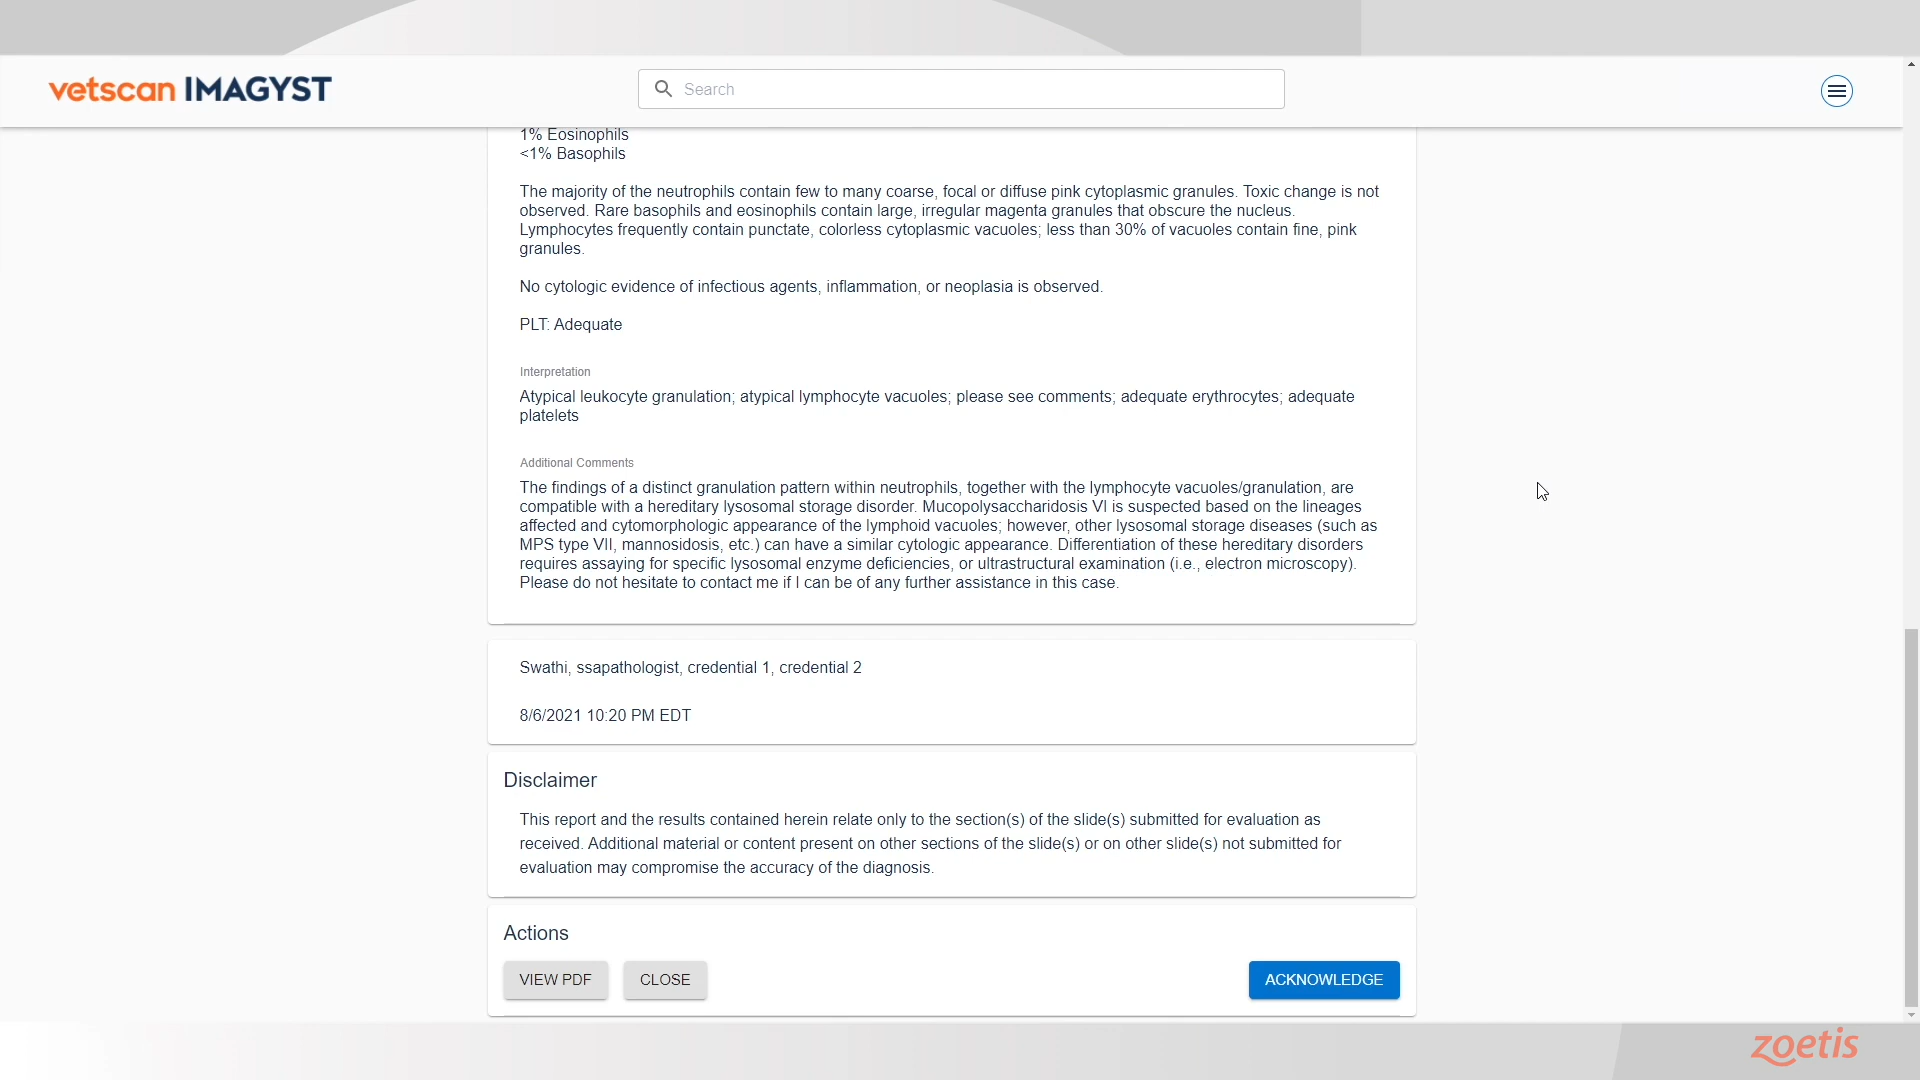 vetscan IMAGYST
Search
1% Eosinophils
<1% Basophils
The majority of the neutrophils contain few to many coarse, focal or diffuse pink cytoplasmic granules. Toxic change is not
observed. Rare basophils and eosinophils contain large, irregular magenta granules that obscure the nucleus.
Lymphocytes frequently contain punctate, colorless cytoplasmic vacuoles; less than 30% of vacuoles contain fine, pink
granules.
No cytologic evidence of infectious agents, inflammation, or neoplasia is observed.
PLT: Adequate
Interpretation
Atypical leukocyte granulation; atypical lymphocyte vacuoles; please see comments; adequate erythrocytes; adequate
platelets
Additional Comments
The findings of a distinct granulation pattern within neutrophils, together with the lymphocyte vacuoles/granulation, are
compatible with a hereditary lysosomal storage disorder. Mucopolysaccharidosis VI is suspected based on the lineages
affected and cytomorphologic appearance of the lymphoid vacuoles; however, other lysosomal storage diseases (such as
MPS type VII, mannosidosis, etc.) can have a similar cytologic appearance. Differentiation of these hereditary disorders
requires assaying for specific lysosomal enzyme deficiencies, or ultrastructural examination (i.e., electron microscopy).
Please do not hesitate to contact me if I can be of any further assistance in this case.
Swathi, ssapathologist, credential 1, credential 2
8/6/2021 10:20 PM EDT
Disclaimer
This report and the results contained herein relate only to the section(s) of the slide(s) submitted for evaluation as
received. Additional material or content present on other sections of the slide(s) or on other slide(s) not submitted for
evaluation may compromise the accuracy of the diagnosis.
Actions
VIEW PDF CLOSE ACKNOWLEDGE
zoetis